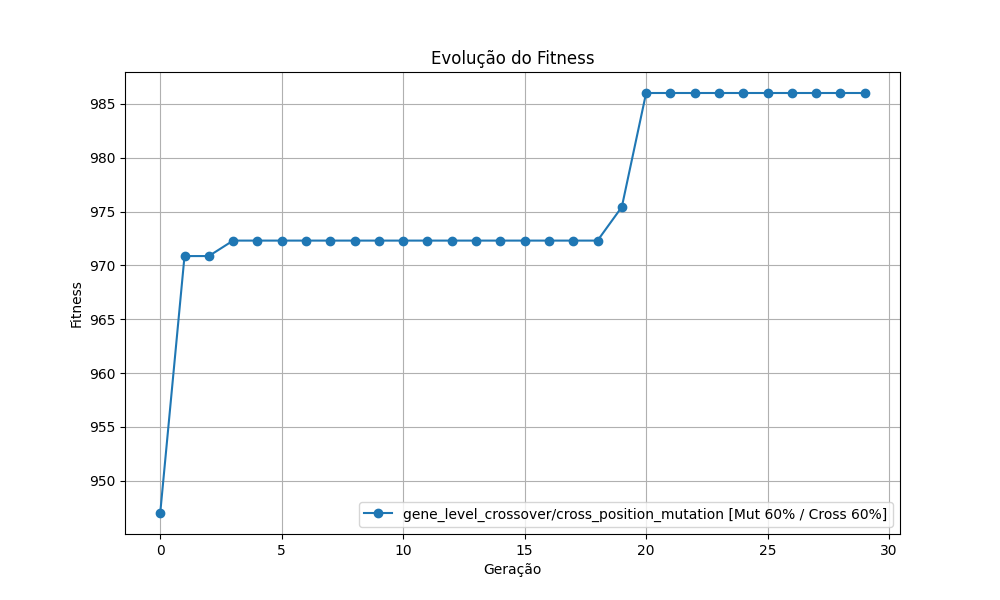 Evolução do Fitness
Fitness
985
980
975
970
965
960
955
950
0 5 10 15 20 25 30
Geração
gene_level_crossover/cross_position_mutation [Mut 60% / Cross 60%]